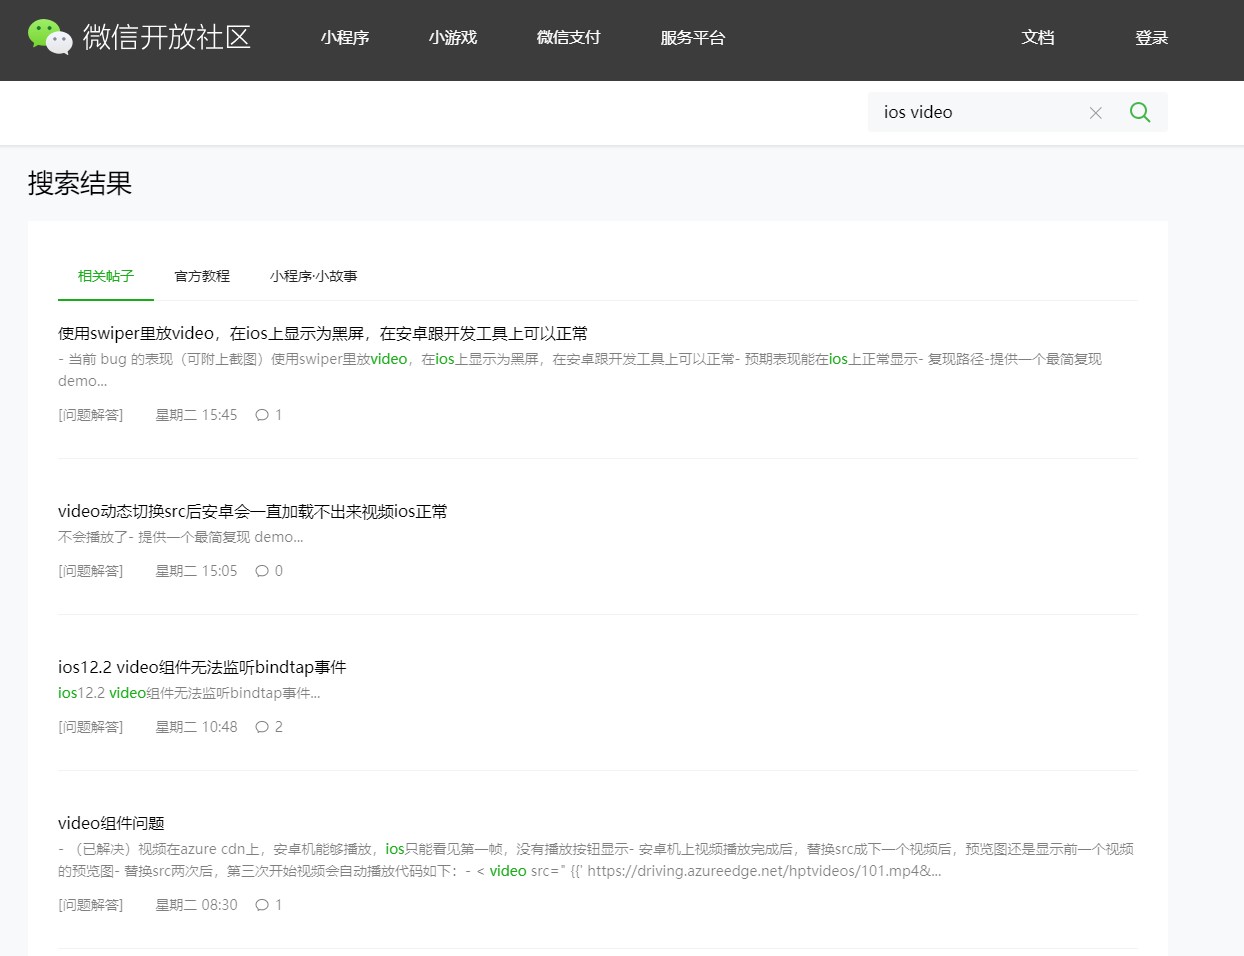 微信开放社区
小程序
小游戏
微信支付
服务平台
文档
登录
ios video
搜索结果
相关帖子
官方教程
小程序·小故事
使用swiper里放video，在ios上显示为黑屏，在安卓跟开发工具上可以正常
- 当前 bug 的表现（可附上截图）使用swiper里放video，在ios上显示为黑屏，在安卓跟开发工具上可以正常- 预期表现能在ios上正常显示- 复现路径-提供一个最简复现
demo...
[问题解答] 星期二 15:45 1
video动态切换src后安卓会一直加载不出来视频ios正常
不会播放了- 提供一个最简复现 demo...
[问题解答] 星期二 15:05 0
ios12.2 video组件无法监听bindtap事件
ios12.2 video组件无法监听bindtap事件...
[问题解答] 星期二 10:48 2
video组件问题
- （已解决）视频在azure cdn上，安卓机能够播放，ios只能看见第一帧，没有播放按钮显示- 安卓机上视频播放完成后，替换src成下一个视频后，预览图还是显示前一个视频
的预览图- 替换src两次后，第三次开始视频会自动播放代码如下：- < video src=" {{' https://driving.azureedge.net/hptvideos/101.mp4&...
[问题解答] 星期二 08:30 1